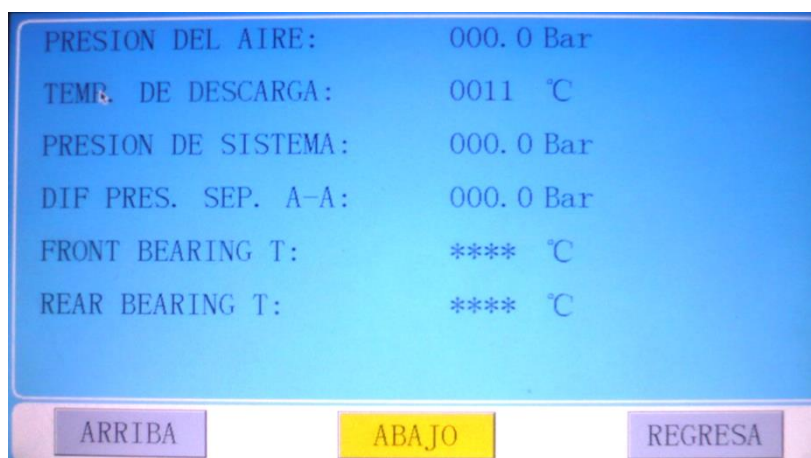 PRESION DEL AIRE: 000.0 Bar
TEMP. DE DESCARGA: 0011 ℃
PRESION DE SISTEMA: 000.0 Bar
DIF PRES. SEP. A-A: 000.0 Bar
FRONT BEARING T: **** ℃
REAR BEARING T: **** ℃
ARRIBA ABAJO REGRESA